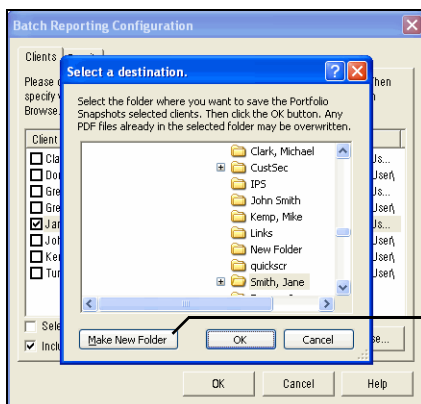 Batch Reporting Configuration
Clients
Select a destination.
Please
hen
specify
Browse.
Select the folder where you want to save the Portfolio
Snapshots selected clients. Then click the OK button. Any
PDF files already in the selected folder may be overwritten.
Client
Cla
Us...
Do
User\
Gre
Us...
Gre
User\
Jan
Us...
Joh
User\
Ke
User\
Tur
User\
Clark, Michael
CustSec
IPS
John Smith
Kemp, Mike
Links
New Folder
quickscr
Smith, Jane
Sele
Inclu
se...
Make New Folder
OK
Cancel
OK
Cancel
Help